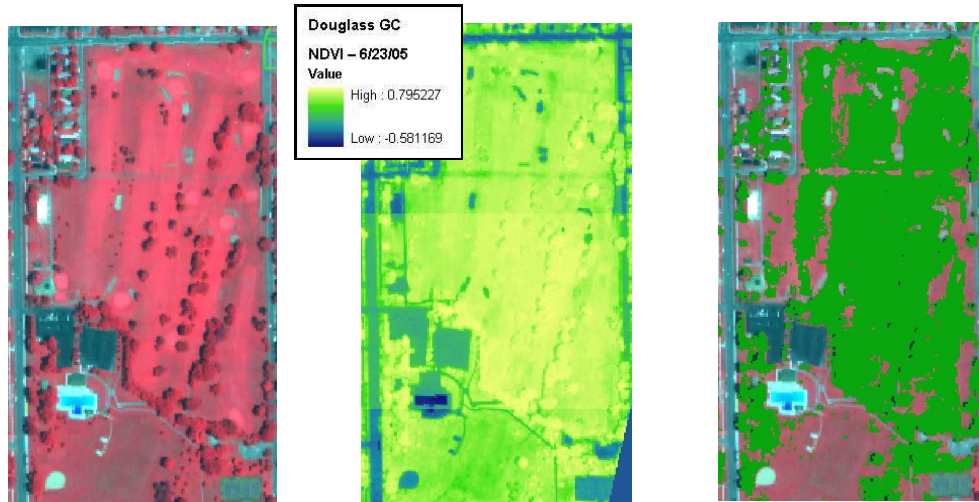 Douglass GC
NDVI – 6/23/05
Value
High : 0.795227
Low : -0.581169